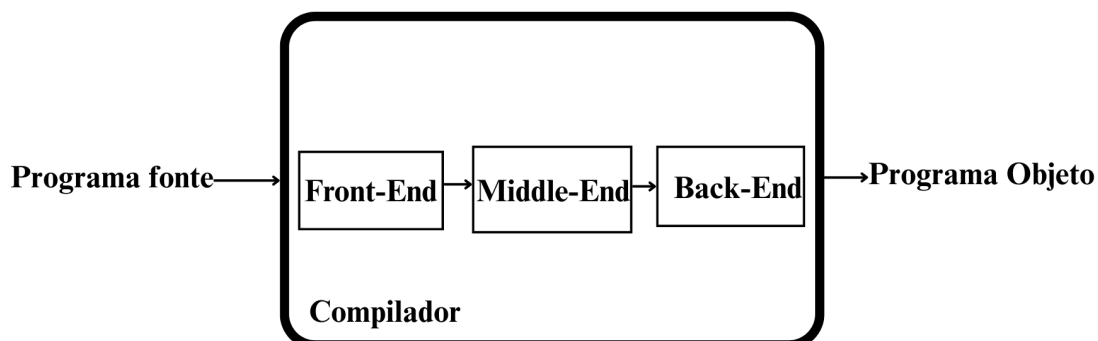 Programa fonte
Front-End
Middle-End
Back-End
Programa Objeto
Compilador